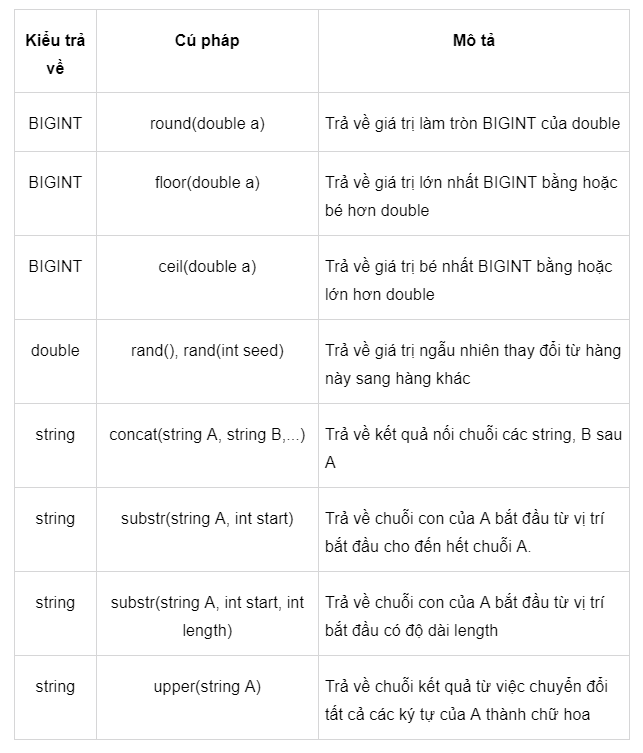 Kiểu trả
về
Cú pháp
Mô tả
BIGINT
round(double a)
Trả về giá trị làm tròn BIGINT của double
BIGINT
floor(double a)
Trả về giá trị lớn nhất BIGINT bằng hoặc
bé hơn double
BIGINT
ceil(double a)
Trả về giá trị bé nhất BIGINT bằng hoặc
lớn hơn double
double
rand(), rand(int seed)
Trả về giá trị ngẫu nhiên thay đổi từ hàng
này sang hàng khác
string
concat(string A, string B,...)
Trả về kết quả nối chuỗi các string, B sau
A
string
substr(string A, int start)
Trả về chuỗi con của A bắt đầu từ vị trí
bắt đầu cho đến hết chuỗi A.
string
substr(string A, int start, int
length)
Trả về chuỗi con của A bắt đầu từ vị trí
bắt đầu có độ dài length
string
upper(string A)
Trả về chuỗi kết quả từ việc chuyển đổi
tất cả các ký tự của A thành chữ hoa